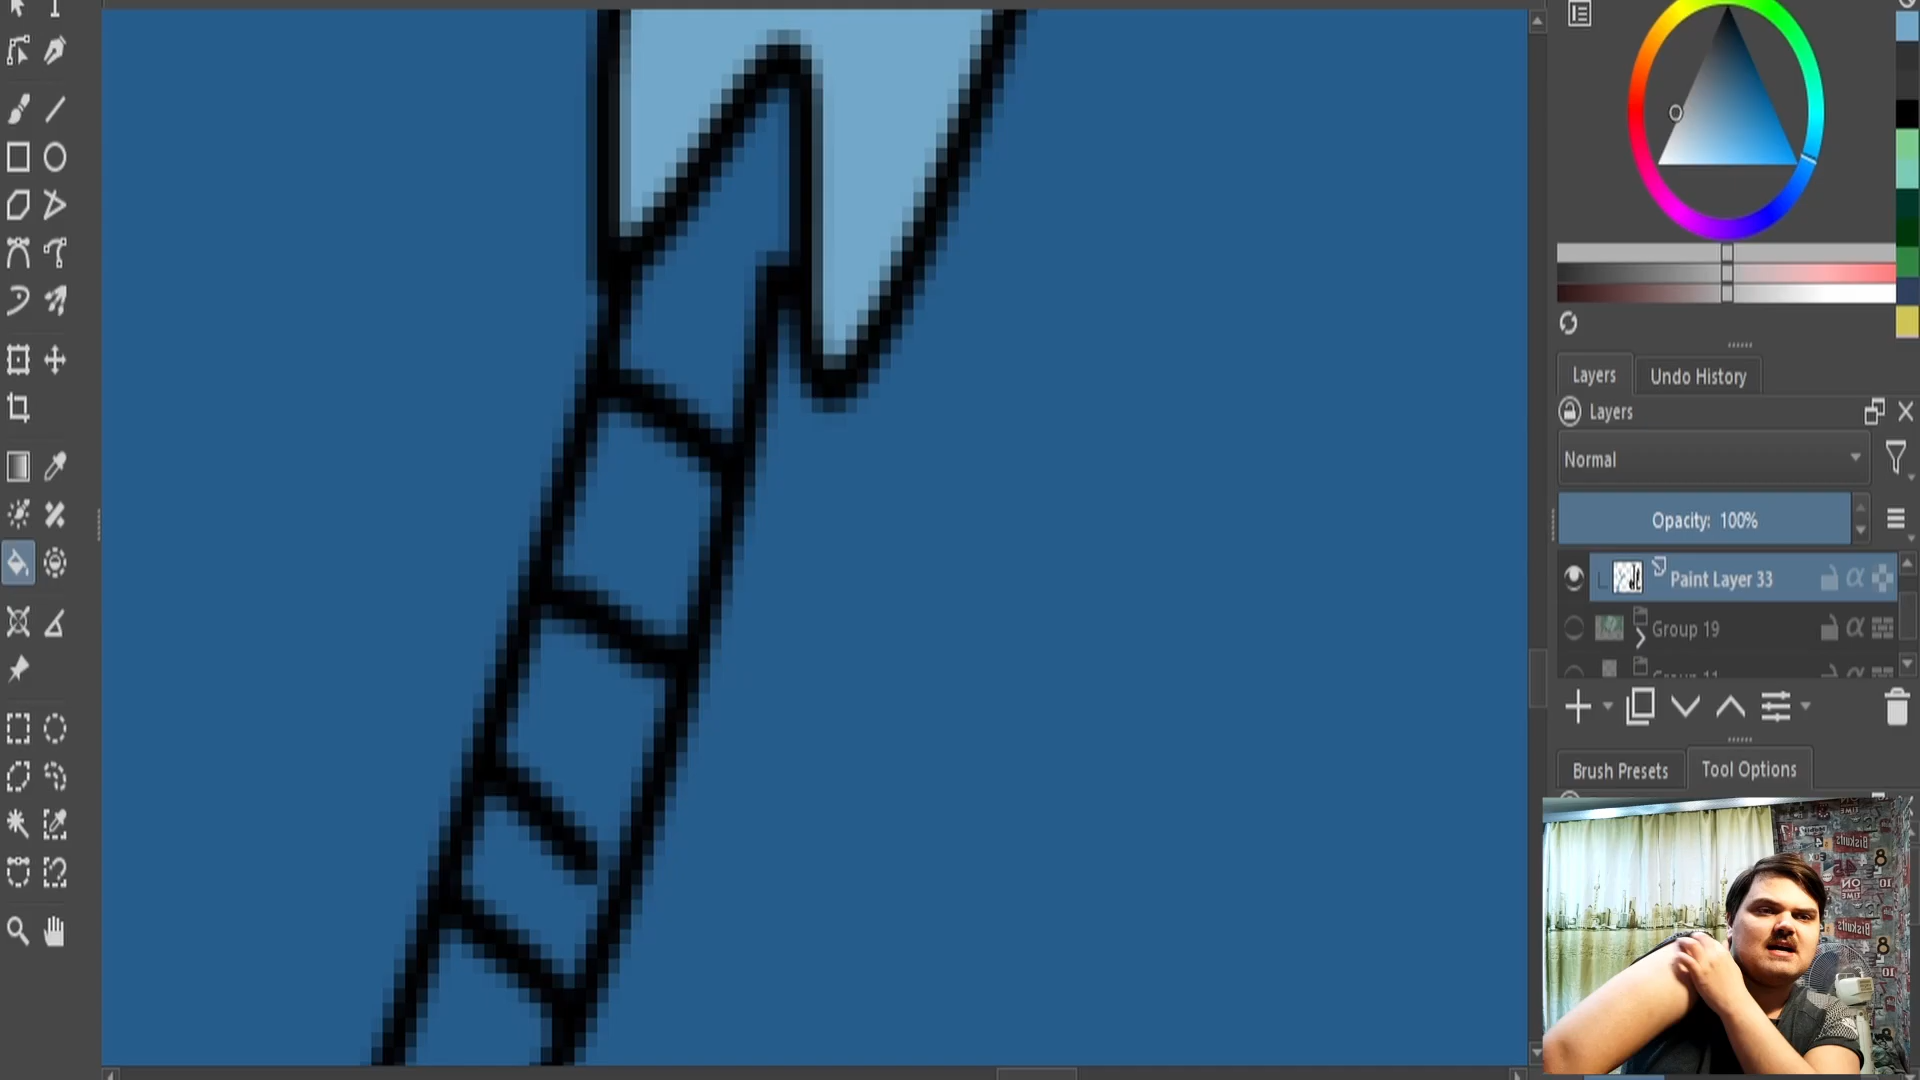 Layers
Undo History
Layers
Normal
Opacity: 100%
Paint Layer 33
Group 19
Brush Presets
Tool Options